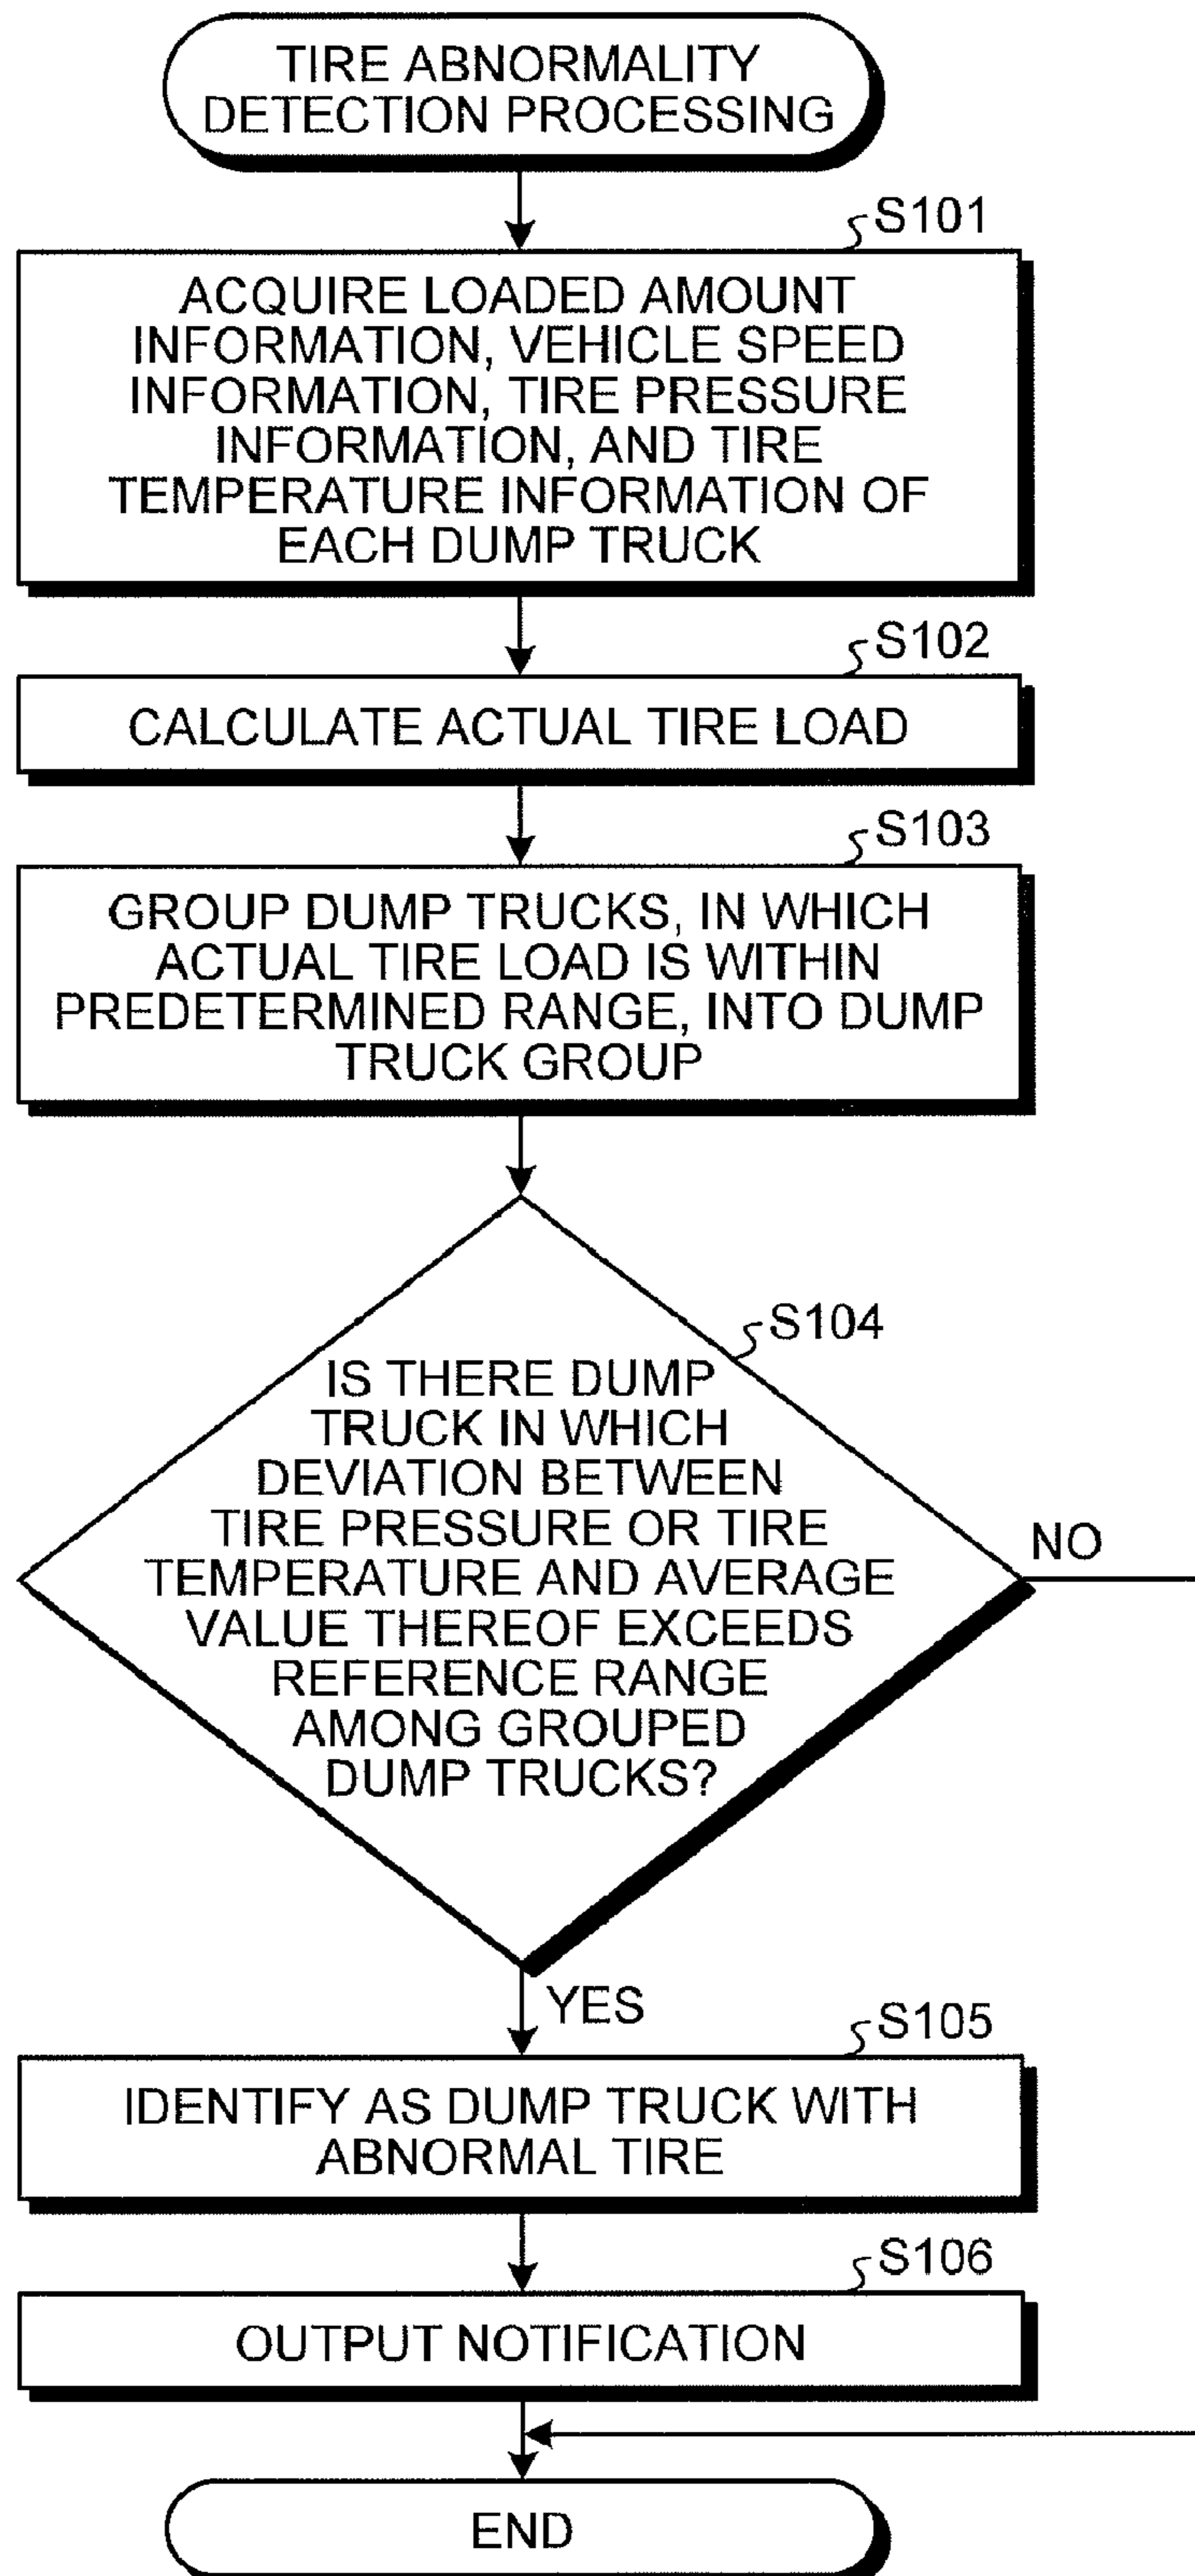 TIRE ABNORMALITY
DETECTION PROCESSING
S101
ACQUIRE LOADED AMOUNT
INFORMATION, VEHICLE SPEED
INFORMATION, TIRE PRESSURE
INFORMATION, AND TIRE
TEMPERATURE INFORMATION OF
EACH DUMP TRUCK
S102
CALCULATE ACTUAL TIRE LOAD
S103
GROUP DUMP TRUCKS, IN WHICH
ACTUAL TIRE LOAD IS WITHIN
PREDETERMINED RANGE, INTO DUMP
TRUCK GROUP
S104
IS THERE DUMP
TRUCK IN WHICH
DEVIATION BETWEEN
TIRE PRESSURE OR TIRE
TEMPERATURE AND AVERAGE
VALUE THEREOF EXCEEDS
REFERENCE RANGE
AMONG GROUPED
DUMP TRUCKS?
NO
YES
S105
IDENTIFY AS DUMP TRUCK WITH
ABNORMAL TIRE
S106
OUTPUT NOTIFICATION
END